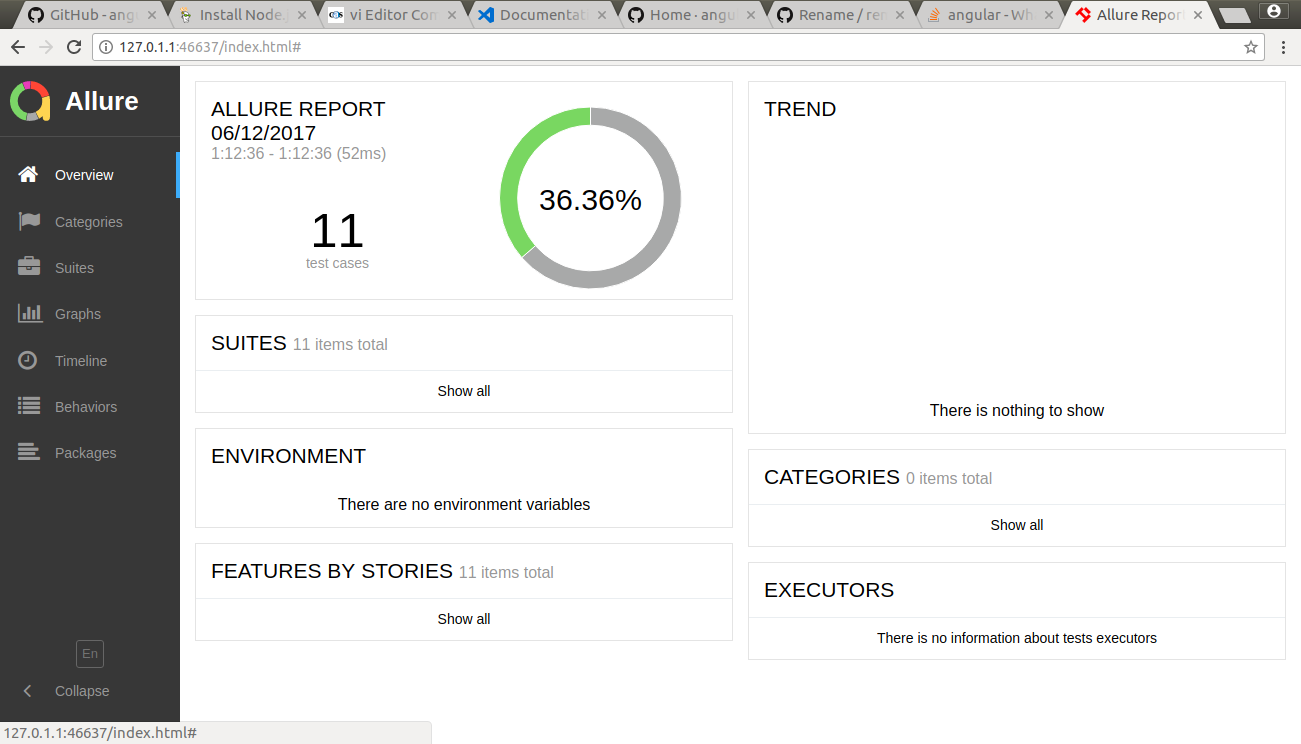 GitHub - ang
Install Node.
vi Editor Com
Documentat
Home · angu
Rename / ren
angular - Wh
Allure Report
127.0.1.1:46637/index.html#
Allure
Overview
Categories
Suites
Graphs
Timeline
Behaviors
Packages
En
Collapse
ALLURE REPORT
06/12/2017
1:12:36 - 1:12:36 (52ms)
11
test cases
36.36%
SUITES 11 items total
Show all
ENVIRONMENT
There are no environment variables
FEATURES BY STORIES 11 items total
Show all
TREND
There is nothing to show
CATEGORIES 0 items total
Show all
EXECUTORS
There is no information about tests executors
127.0.1.1:46637/index.html#